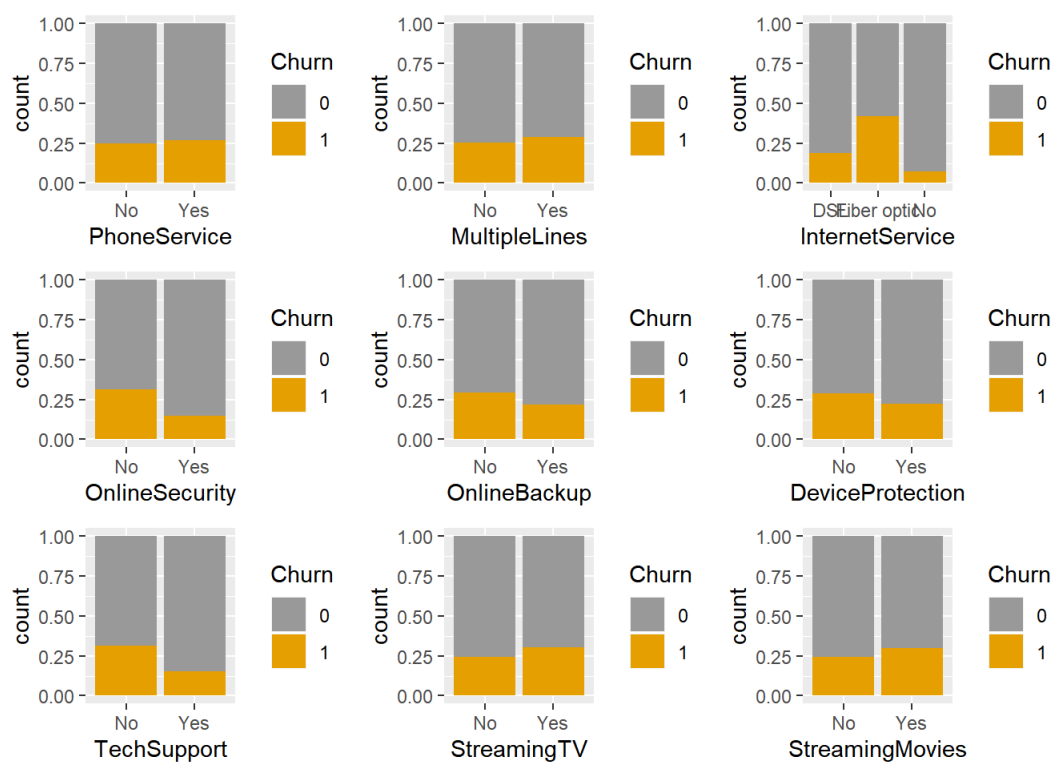 1.00
0.75
0.50
0.25
0.00
count
No Yes
PhoneService
Churn
0
1
1.00
0.75
0.50
0.25
0.00
count
No Yes
MultipleLines
Churn
0
1
1.00
0.75
0.50
0.25
0.00
count
DSL Fiber optic No
InternetService
Churn
0
1
1.00
0.75
0.50
0.25
0.00
count
No Yes
OnlineSecurity
Churn
0
1
1.00
0.75
0.50
0.25
0.00
count
No Yes
OnlineBackup
Churn
0
1
1.00
0.75
0.50
0.25
0.00
count
No Yes
DeviceProtection
Churn
0
1
1.00
0.75
0.50
0.25
0.00
count
No Yes
TechSupport
Churn
0
1
1.00
0.75
0.50
0.25
0.00
count
No Yes
StreamingTV
Churn
0
1
1.00
0.75
0.50
0.25
0.00
count
No Yes
StreamingMovies
Churn
0
1